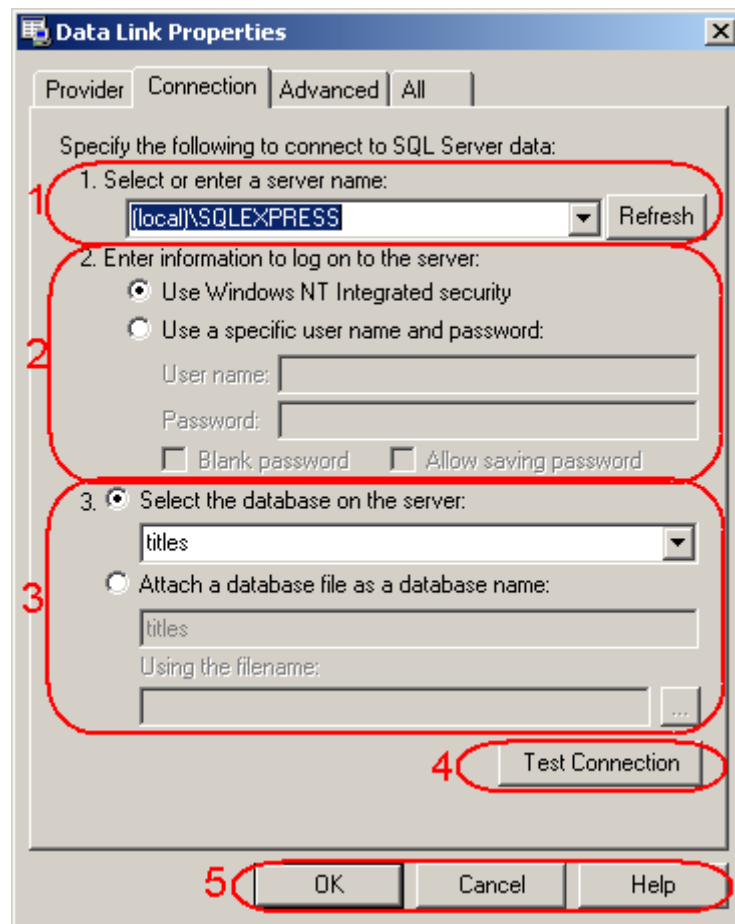 Data Link Properties
Provider Connection Advanced All
Specify the following to connect to SQL Server data:
1
1. Select or enter a server name:
(local)\SQLEXPRESS Refresh
2. Enter information to log on to the server:
Use Windows NT Integrated security
Use a specific user name and password:
2
User name:
Password:
Blank password Allow saving password
3. Select the database on the server:
titles
Attach a database file as a database name:
3
titles
Using the filename:
...
4 Test Connection
5 OK Cancel Help